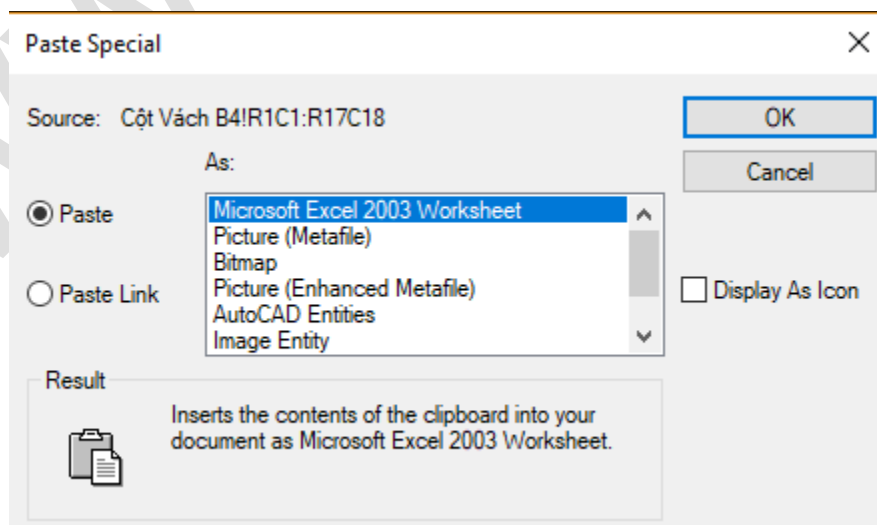 Paste Special
Source: Cột Vách B4!R1C1:R17C18
OK
As:
Cancel
Paste
Microsoft Excel 2003 Worksheet
Picture (Metafile)
Bitmap
Paste Link
Picture (Enhanced Metafile)
Display As Icon
AutoCAD Entities
Image Entity
Result
Inserts the contents of the clipboard into your
document as Microsoft Excel 2003 Worksheet.